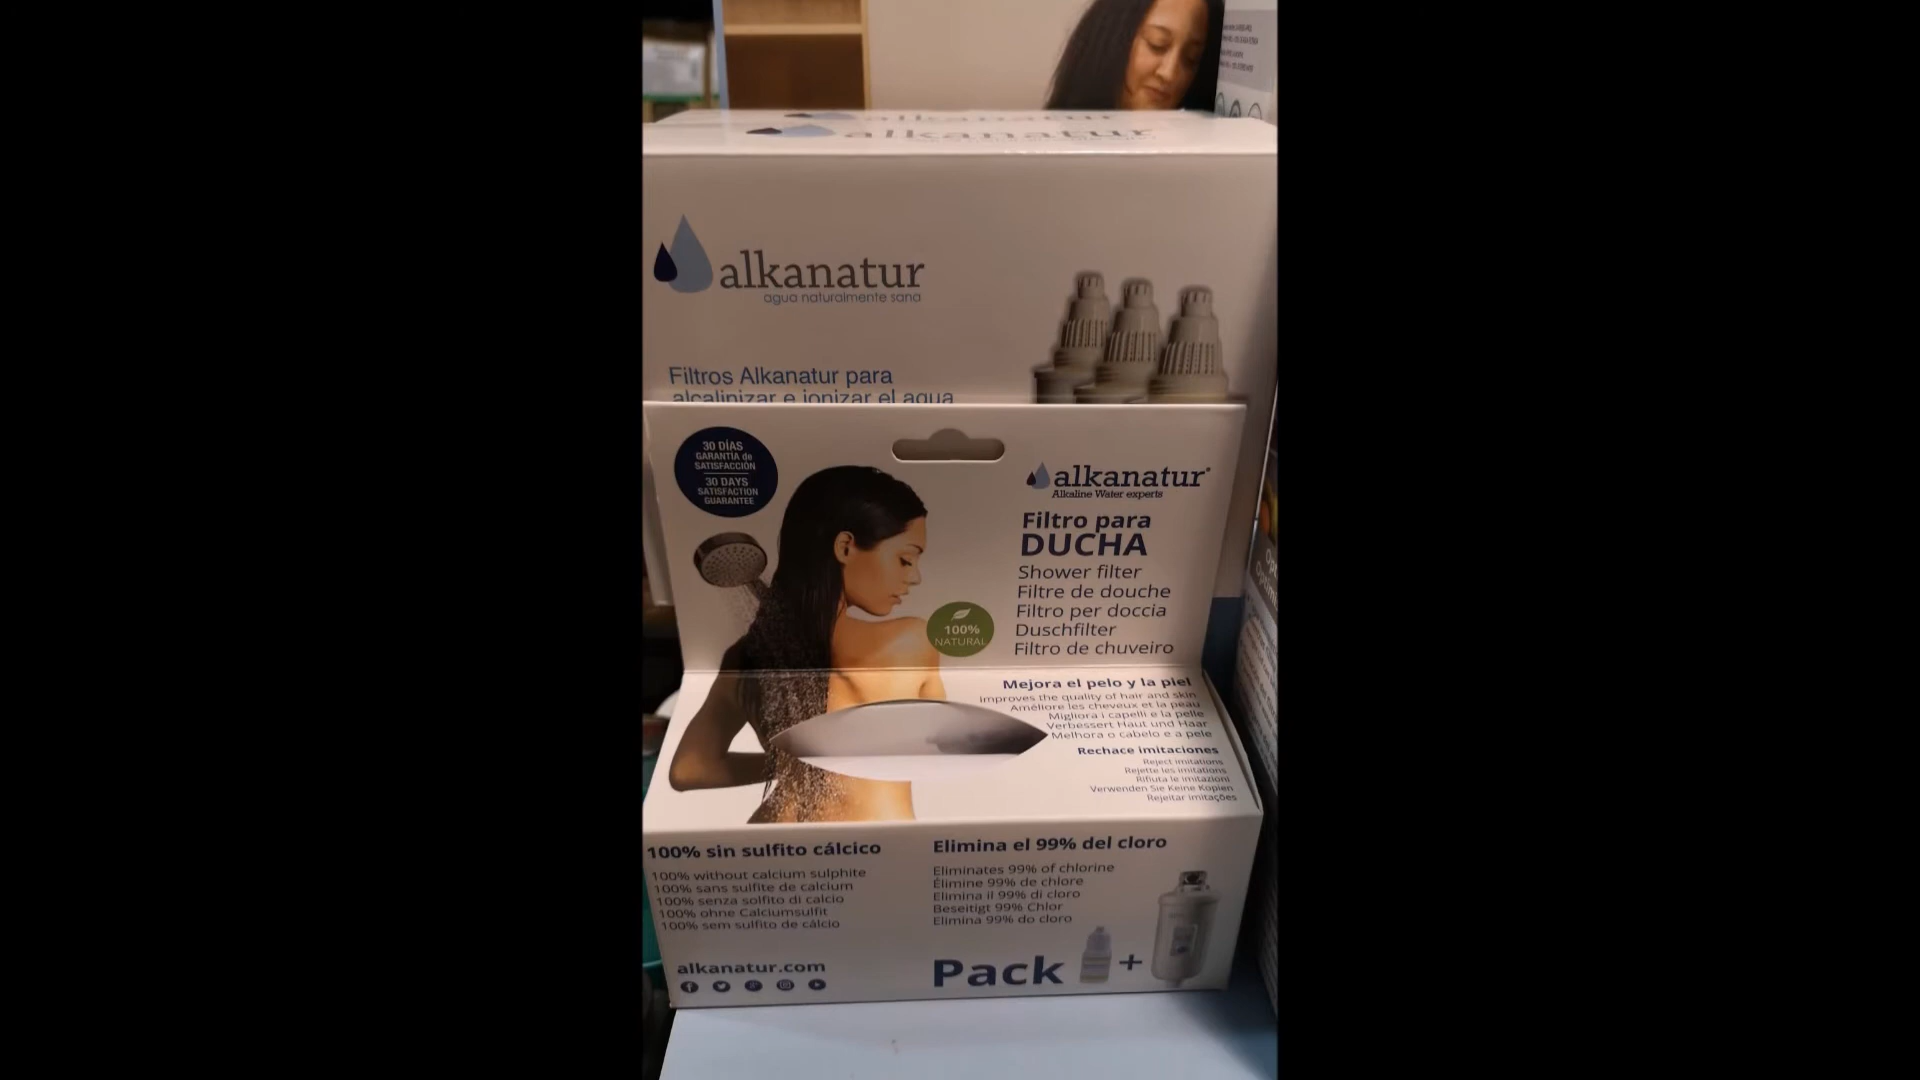 alkanatur
alkanatur
alkanatur
agua naturalmente sana
Filtros Alkanatur para
alcalinizar e ionizar el agua
30 DÍAS
GARANTÍA de
SATISFACCIÓN
30 DAYS
SATISFACTION
GUARANTEE
alkanatur
Alkaline Water experts
Filtro para
DUCHA
Shower filter
Filtre de douche
Filtro per doccia
Duschfilter
Filtro de chuveiro
100%
NATURAL
Mejora el pelo y la piel
Improves the quality of hair and skin
Améliore les cheveux et la peau
Migliora i capelli e la pelle
Verbessert Haut und Haar
Melhora o cabelo e a pele
Rechace imitaciones
Reject imitations
Rejette les imitations
Rifiuta le imitazioni
Verwenden Sie Keine Kopien
Rejeitar imitações
100% sin sulfito cálcico
100% without calcium sulphite
100% sans sulfite de calcium
100% senza solfito di calcio
100% ohne Calciumsulfit
100% sem sulfito de cálcio
Elimina el 99% del cloro
Eliminates 99% of chlorine
Élimine 99% de chlore
Elimina il 99% di cloro
Beseitigt 99% Chlor
Elimina 99% do cloro
alkanatur.com
Pack +